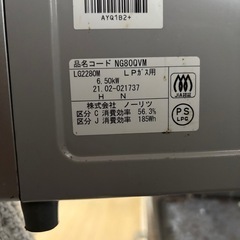 AYQ1B2+
品名コード NG80QVM
LG2280M LPガス用
6.50kW
21.02-021737
H N
株式会社 ノーリツ
区分 C 消費効率 56.3%
区分 J 消費効率 185Wh
PS
LPG